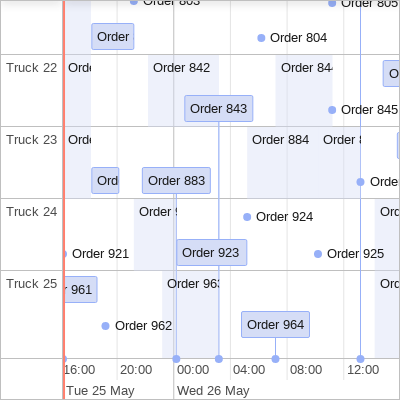 Order 803
Order 805
Order
Order 804
Truck 22
Order 842
Order 843
Order 845
Truck 23
Order 884
Order
Order 883
Truck 24
Order
Order 924
Order 921
Order 923
Order 925
Truck 25
961
Order 962
Order 964
16:00 20:00 00:00 04:00 08:00 12:00
Tue 25 May Wed 26 May